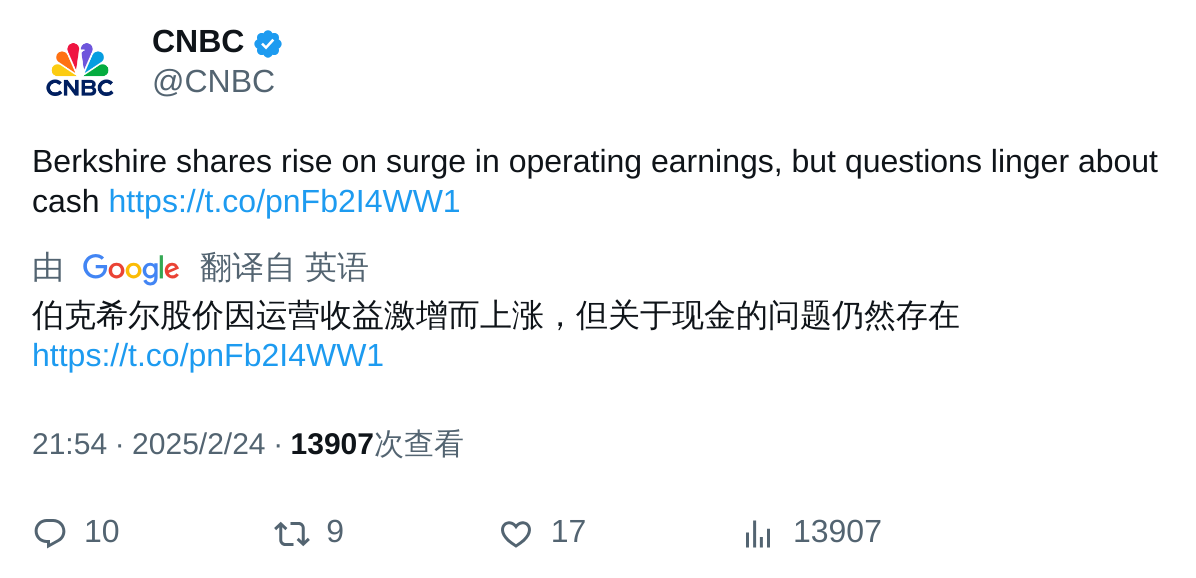 CNBC
CNBC
@CNBC
Berkshire shares rise on surge in operating earnings, but questions linger about
cash https://t.co/pnFb2I4WW1
由 Google 翻译自 英语
伯克希尔股价因运营收益激增而上涨，但关于现金的问题仍然存在
https://t.co/pnFb2I4WW1
21:54 · 2025/2/24 · 13907次查看
10 9 17 13907